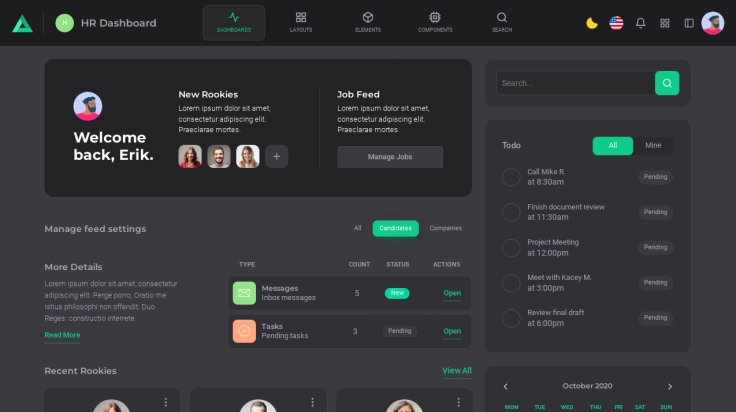 H
HR Dashboard
DASHBOARDS
LAYOUTS
ELEMENTS
COMPONENTS
SEARCH
Welcome
back, Erik.
New Rookies
Lorem ipsum dolor sit amet,
consectetur adipiscing elit.
Praeclarae mortes.
Job Feed
Lorem ipsum dolor sit amet,
consectetur adipiscing elit.
Praeclarae mortes.
Manage Jobs
Search...
Todo
All
Mine
Call Mike R.
at 8:30am
Pending
Finish document review
at 11:30am
Pending
Project Meeting
at 12:00pm
Pending
Meet with Kacey M.
at 3:00pm
Pending
Review final draft
at 6:00pm
Pending
Manage feed settings
All
Candidates
Companies
More Details
Lorem ipsum dolor sit amet, consectetur
adipiscing elit. Perge porro; Oratio me
istius philosophi non offendit; Duo
Reges: constructio interrete.
Read More
TYPE COUNT STATUS ACTIONS
Messages
Inbox messages
5
New
Open
Tasks
Pending tasks
3
Pending
Open
Recent Rookies
View All
October 2020
MON TUE WED THU FRI SAT SUN